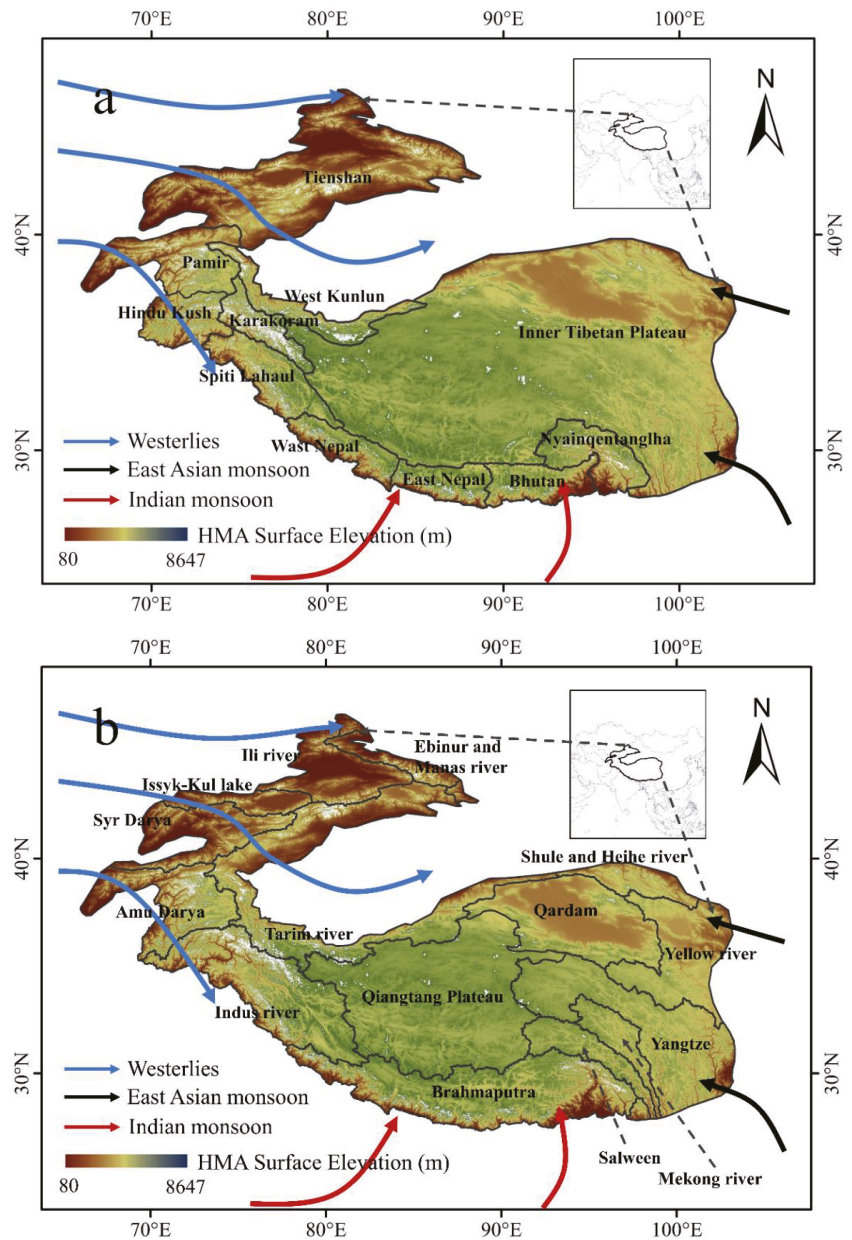 70°E 80°E 90°E 100°E
a
N
Tienshan
40°N
40°N
Pamir
West Kunlun
Hindu Kush
Karakoram
Inner Tibetan Plateau
Spiti Lahaul
30°N
30°N
Wast Nepal
Nyainqentanglha
East Nepal
Bhutan
Westerlies
East Asian monsoon
Indian monsoon
HMA Surface Elevation (m)
80 8647
70°E 80°E 90°E 100°E
70°E 80°E 90°E 100°E
b
N
Ili river
Ebinur and
Manas river
Issyk-Kul lake
Syr Darya
40°N
40°N
Shule and Heihe river
Amu Darya
Qardam
Tarim river
Yellow river
Qiangtang Plateau
Indus river
Yangtze
30°N
30°N
Brahmaputra
Westerlies
East Asian monsoon
Indian monsoon
Salween
Mekong river
HMA Surface Elevation (m)
80 8647
70°E 80°E 90°E 100°E